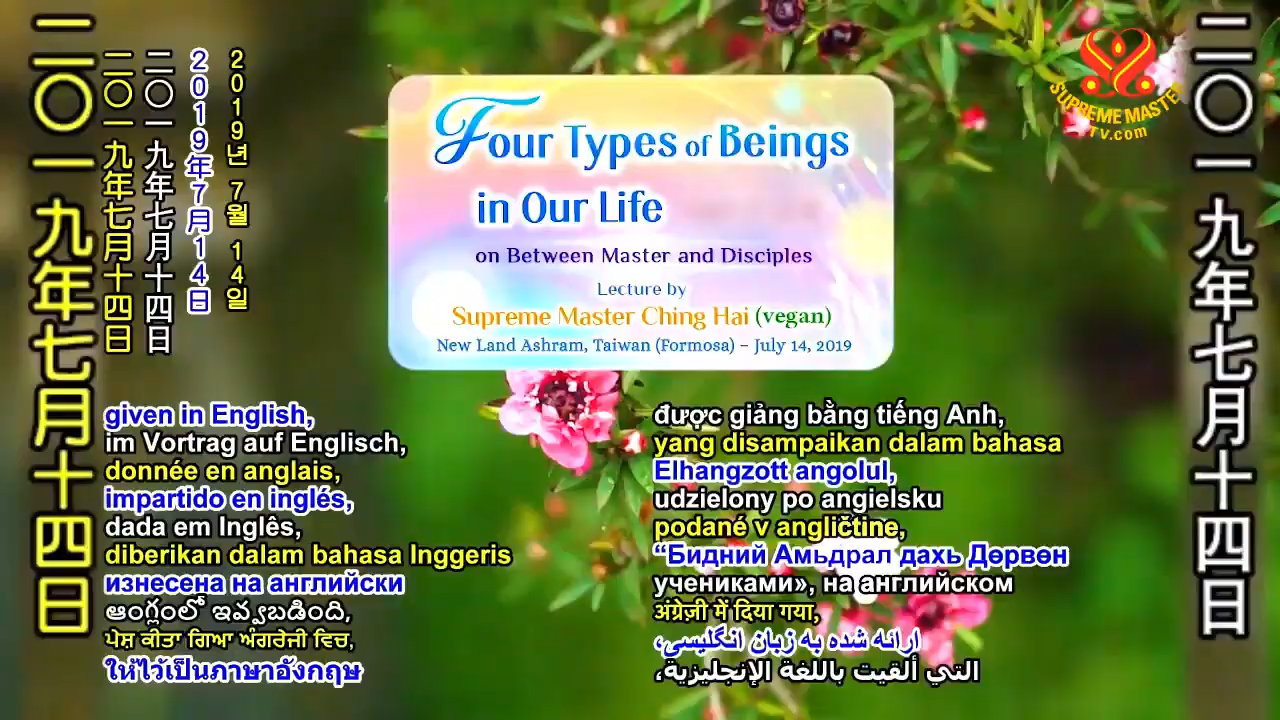 二〇一九年七月十四日
二〇一九年七月十四日
二〇一九年七月十四日
2019年7月14日
2019년 7월 14일
Four Types of Beings
in Our Life
on Between Master and Disciples
Lecture by
Supreme Master Ching Hai (vegan)
New Land Ashram, Taiwan (Formosa) – July 14, 2019
SUPREME MASTER
TV.com
二〇一九年七月十四日
given in English,
im Vortrag auf Englisch,
donnée en anglais,
impartido en inglés,
dada em Inglês,
diberikan dalam bahasa Inggeris
изнесена на английски
ఆంగ్లంలో ఇవ్వబడింది,
ਪੇਸ਼ ਕੀਤਾ ਗਿਆ ਅੰਗਰੇਜੀ ਵਿਚ,
ให้ไว้เป็นภาษาอังกฤษ
được giảng bằng tiếng Anh,
yang disampaikan dalam bahasa
Elhangzott angolul,
udzielony po angielsku
podané v angličtine,
“Бидний Амьдрал дахь Дөрвөн
учениками», на английском
अंग्रेज़ी में दिया गया,
ارائه شده به زبان انگلیسی،
التي ألقيت باللغة الإنجليزية،